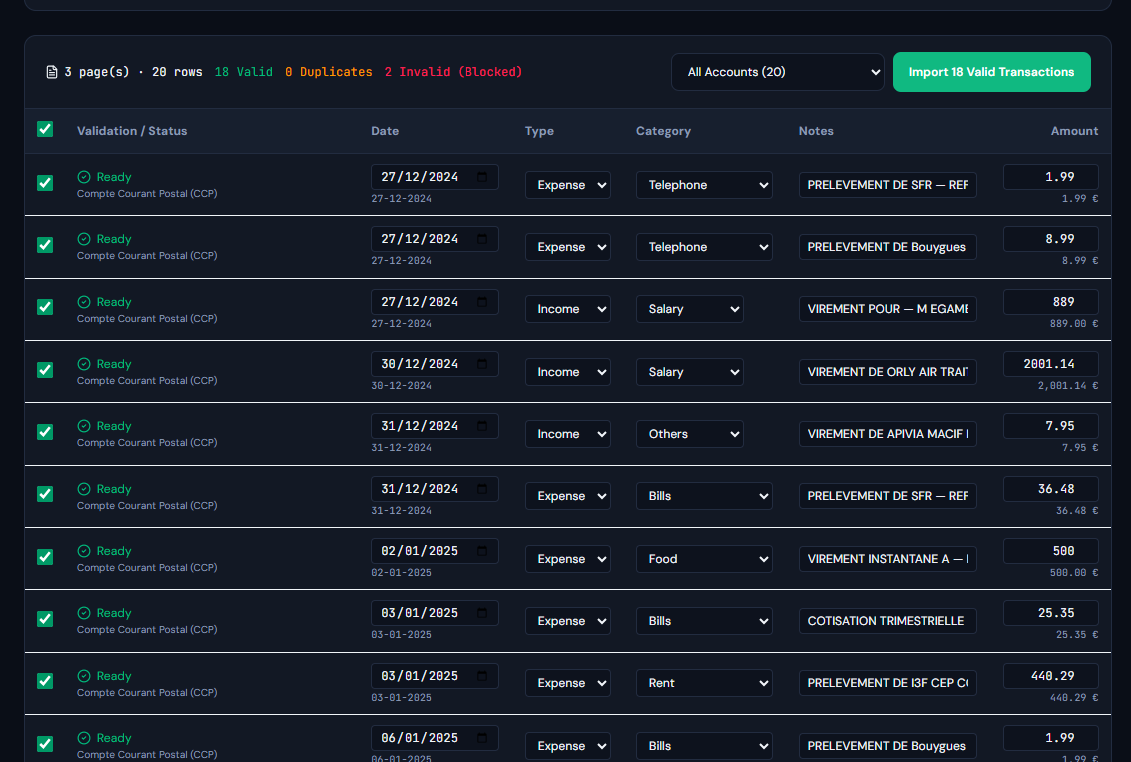 3 page(s) · 20 rows 18 Valid 0 Duplicates 2 Invalid (Blocked) All Accounts (20) Import 18 Valid Transactions
Validation / Status Date Type Category Notes Amount
Ready 27/12/2024 Expense Telephone PRELEVEMENT DE SFR — REF 1.99
Compte Courant Postal (CCP) 27-12-2024 1.99 €
Ready 27/12/2024 Expense Telephone PRELEVEMENT DE Bouygues 8.99
Compte Courant Postal (CCP) 27-12-2024 8.99 €
Ready 27/12/2024 Income Salary VIREMENT POUR — M EGAME 889
Compte Courant Postal (CCP) 27-12-2024 889.00 €
Ready 30/12/2024 Income Salary VIREMENT DE ORLY AIR TRAI 2001.14
Compte Courant Postal (CCP) 30-12-2024 2,001.14 €
Ready 31/12/2024 Income Others VIREMENT DE APIVIA MACIF 7.95
Compte Courant Postal (CCP) 31-12-2024 7.95 €
Ready 31/12/2024 Expense Bills PRELEVEMENT DE SFR — REF 36.48
Compte Courant Postal (CCP) 31-12-2024 36.48 €
Ready 02/01/2025 Expense Food VIREMENT INSTANTANE A — 500
Compte Courant Postal (CCP) 02-01-2025 500.00 €
Ready 03/01/2025 Expense Bills COTISATION TRIMESTRIELLE 25.35
Compte Courant Postal (CCP) 03-01-2025 25.35 €
Ready 03/01/2025 Expense Rent PRELEVEMENT DE I3F CEP 440.29
Compte Courant Postal (CCP) 03-01-2025 440.29 €
Ready 06/01/2025 Expense Bills PRELEVEMENT DE Bouygues 1.99
Compte Courant Postal (CCP) 06-01-2025 1.99 €